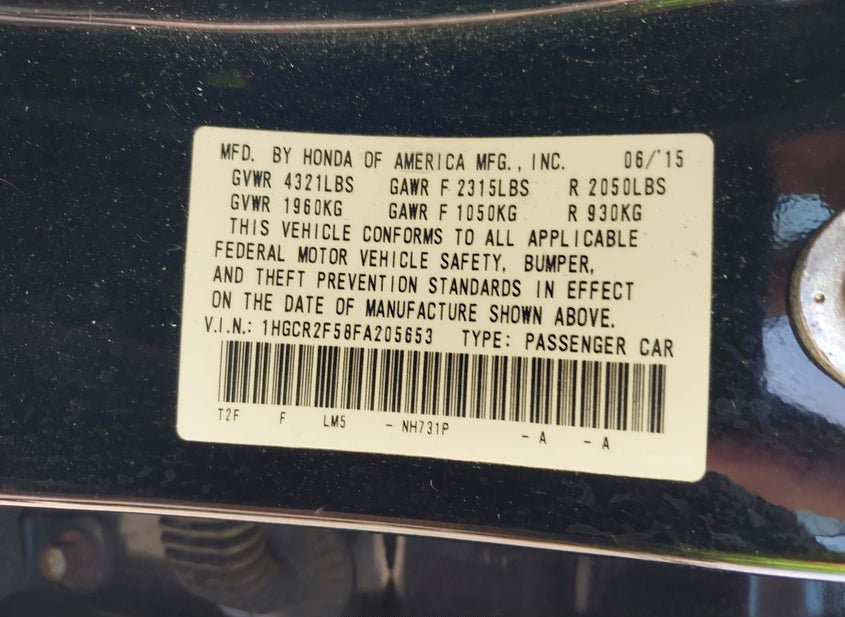 MFD. BY HONDA OF AMERICA MFG., INC. 06/'15
GVWR 4321LBS GAWR F 2315LBS R 2050LBS
GVWR 1960KG GAWR F 1050KG R 930KG
THIS VEHICLE CONFORMS TO ALL APPLICABLE
FEDERAL MOTOR VEHICLE SAFETY, BUMPER,
AND THEFT PREVENTION STANDARDS IN EFFECT
ON THE DATE OF MANUFACTURE SHOWN ABOVE.
V.I.N.: 1HGCR2F58FA205653 TYPE: PASSENGER CAR
T2F F LM5 - NH731P - A - A